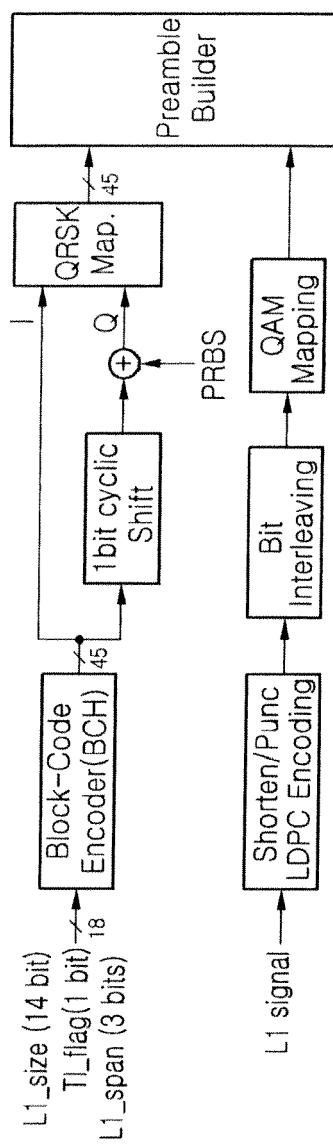 L1_size (14 bit)
TI_flag(1 bit)
L1_span (3 bits)
18
Block-Code
Encoder(BCH)
45
I
1bit cyclic
Shift
Q
PRBS
QRSK
Map.
45
Preamble
Builder
L1 signal
Shorten/Punc
LDPC Encoding
Bit
Interleaving
QAM
Mapping